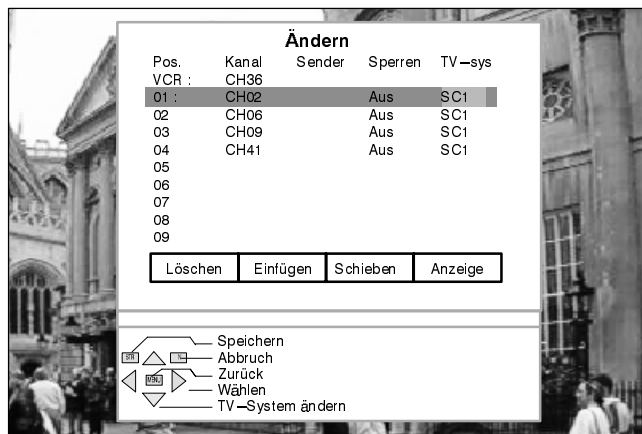 Ändern
Pos. Kanal Sender Sperren TV-sys
VCR : CH36
01 : CH02 Aus SC1
02 CH06 Aus SC1
03 CH09 Aus SC1
04 CH41 Aus SC1
05
06
07
08
09
Löschen Einfügen Schieben Anzeige
Speichern
STR N Abbruch
MENU Zurück
Wählen
TV-System ändern